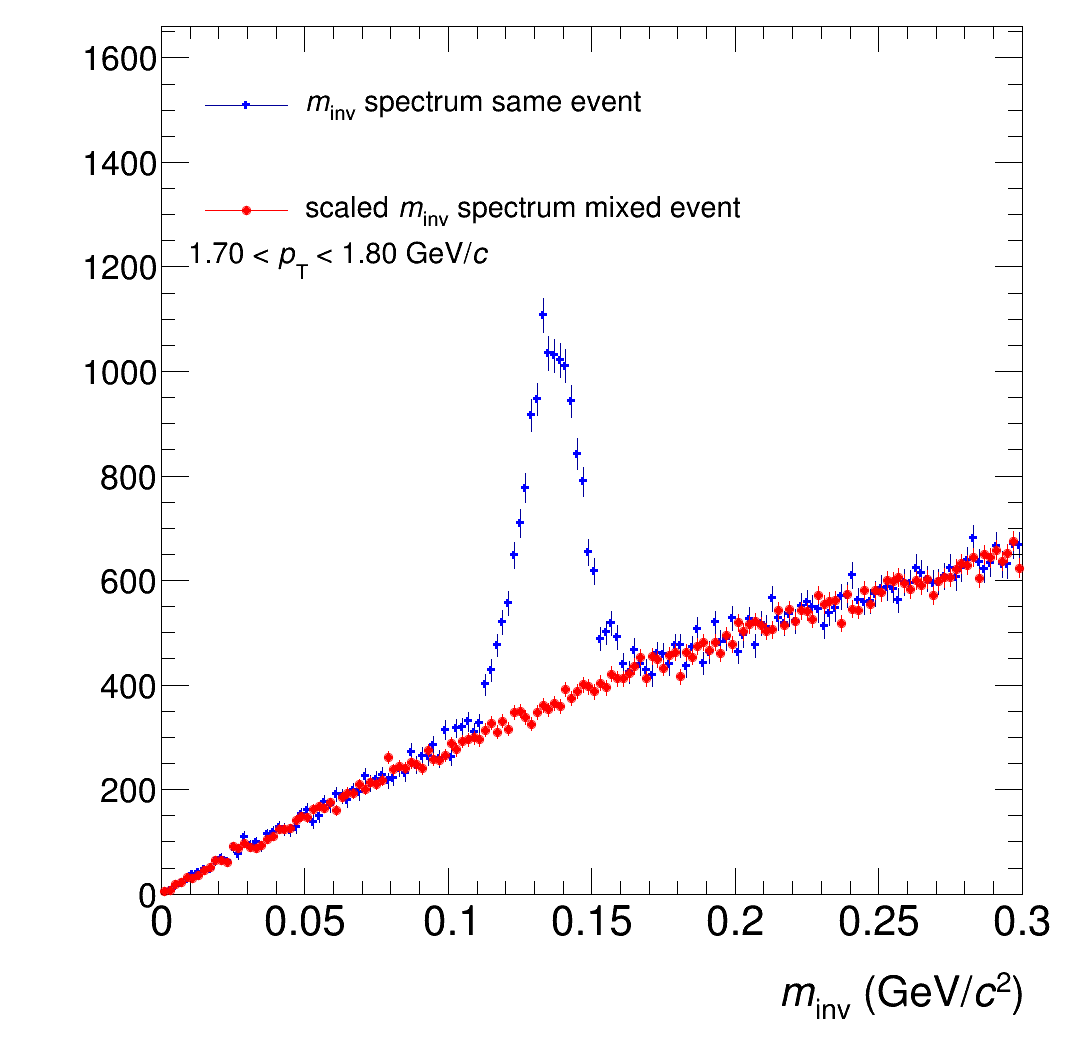 1600
m_inv spectrum same event
1400
scaled m_inv spectrum mixed event
1.70 < p_T < 1.80 GeV/c
1200
1000
800
600
400
200
0
0 0.05 0.1 0.15 0.2 0.25 0.3
m_inv (GeV/c²)